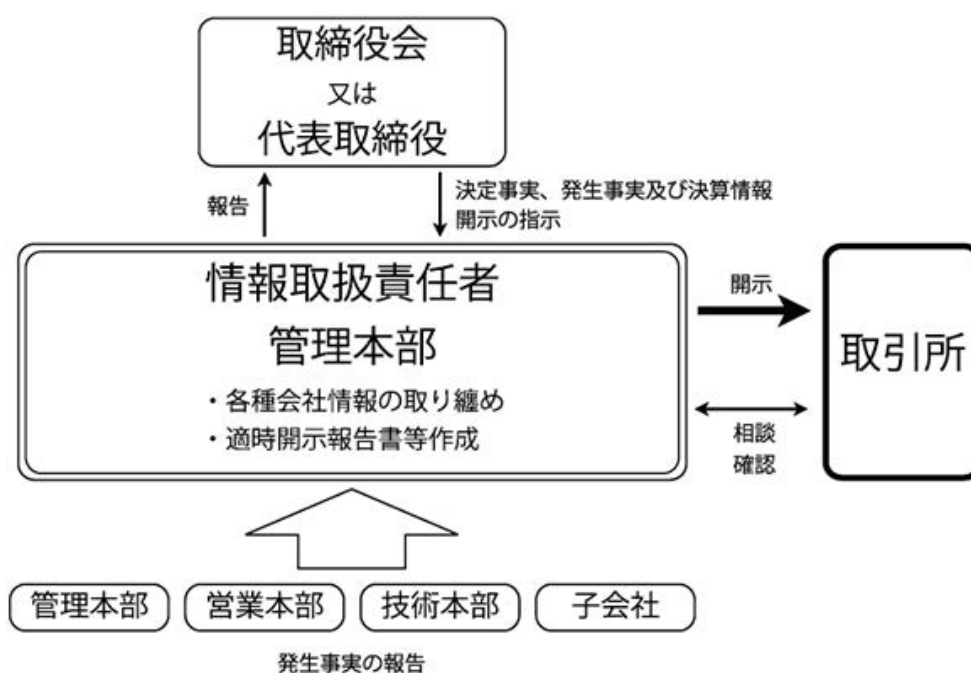 取締役会
又は
代表取締役
報告
決定事実、発生事実及び決算情報
開示の指示
情報取扱責任者
管理本部
・各種会社情報の取り纏め
・適時開示報告書等作成
開示
取引所
相談
確認
管理本部
営業本部
技術本部
子会社
発生事実の報告